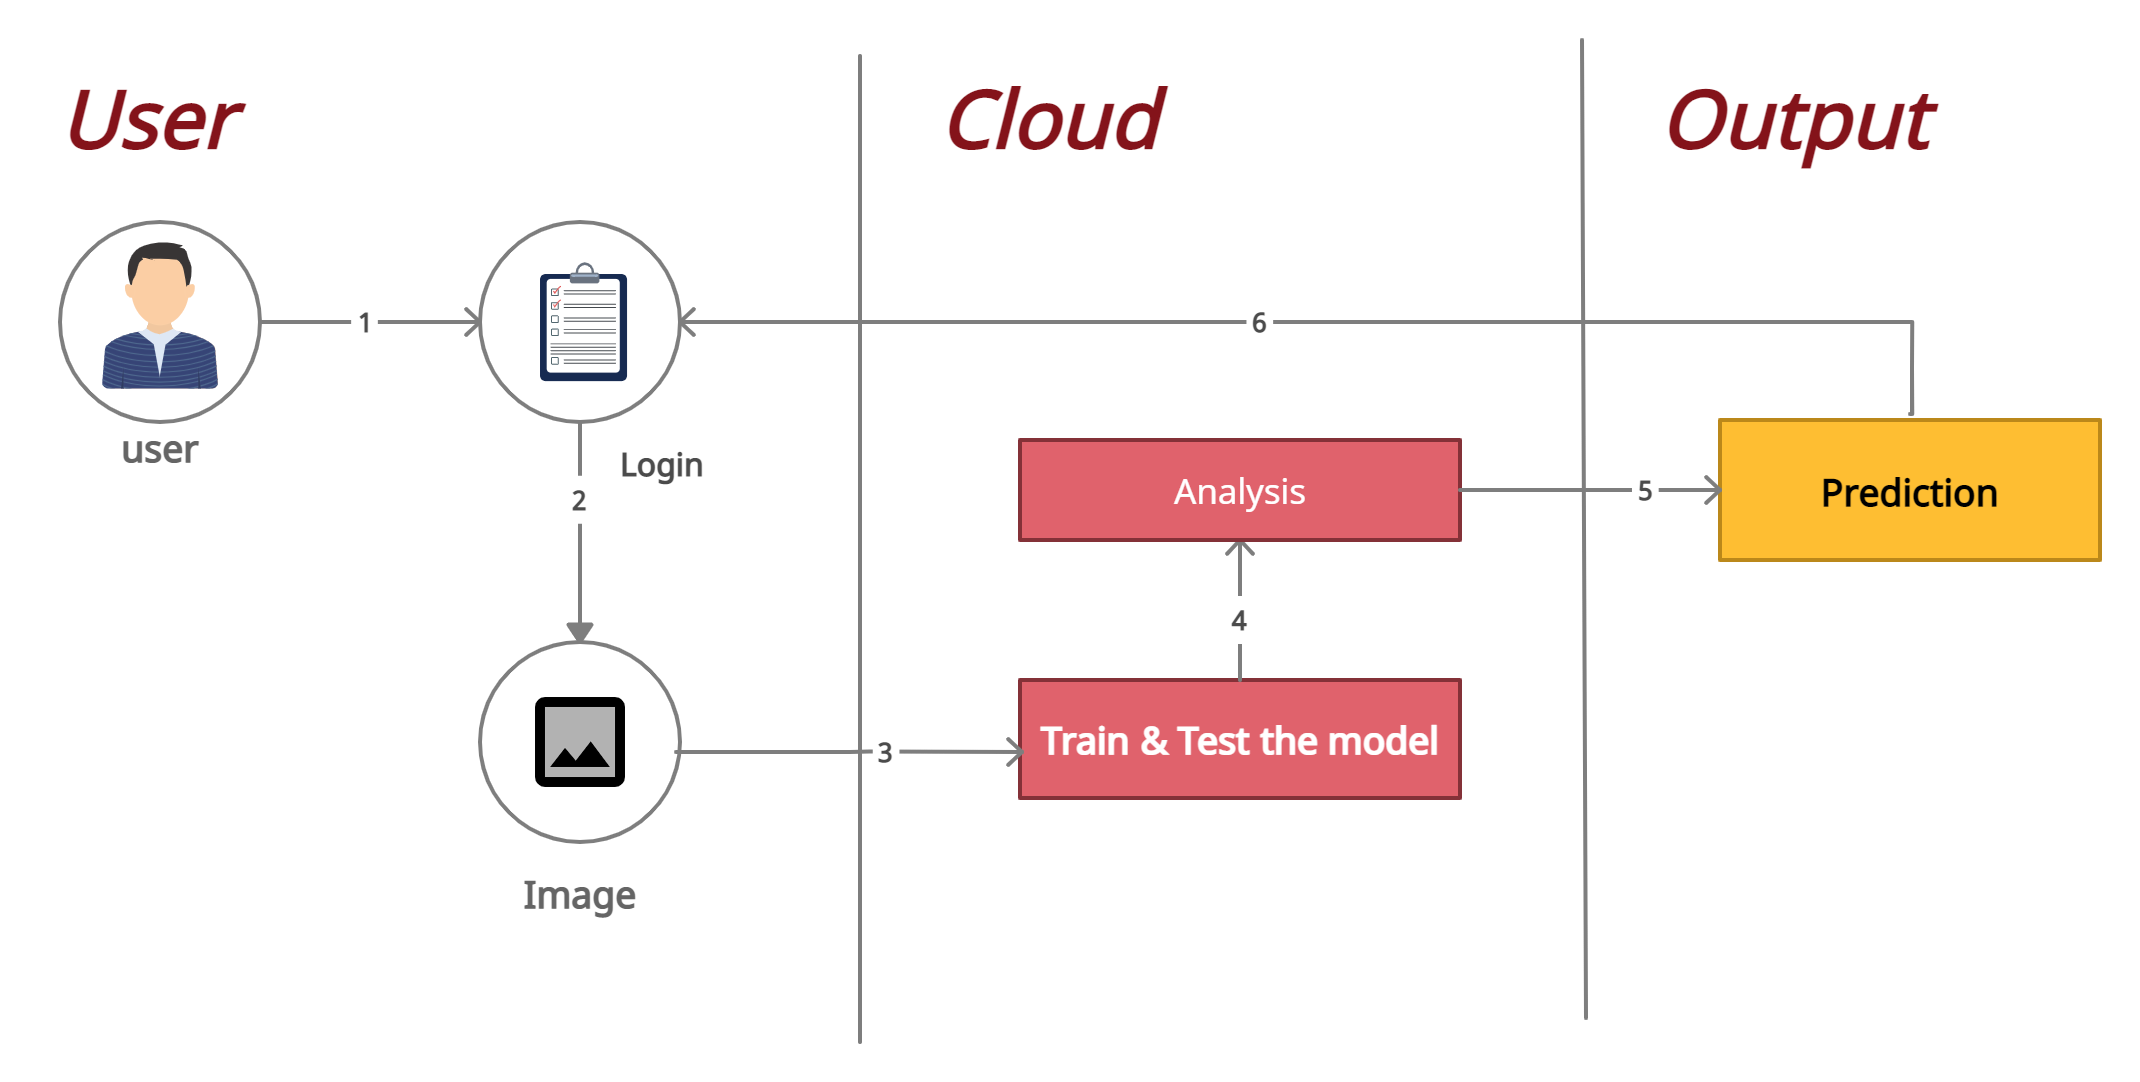 User
Cloud
Output
1
6
user
Login
2
Analysis
5
Prediction
4
3
Train & Test the model
Image